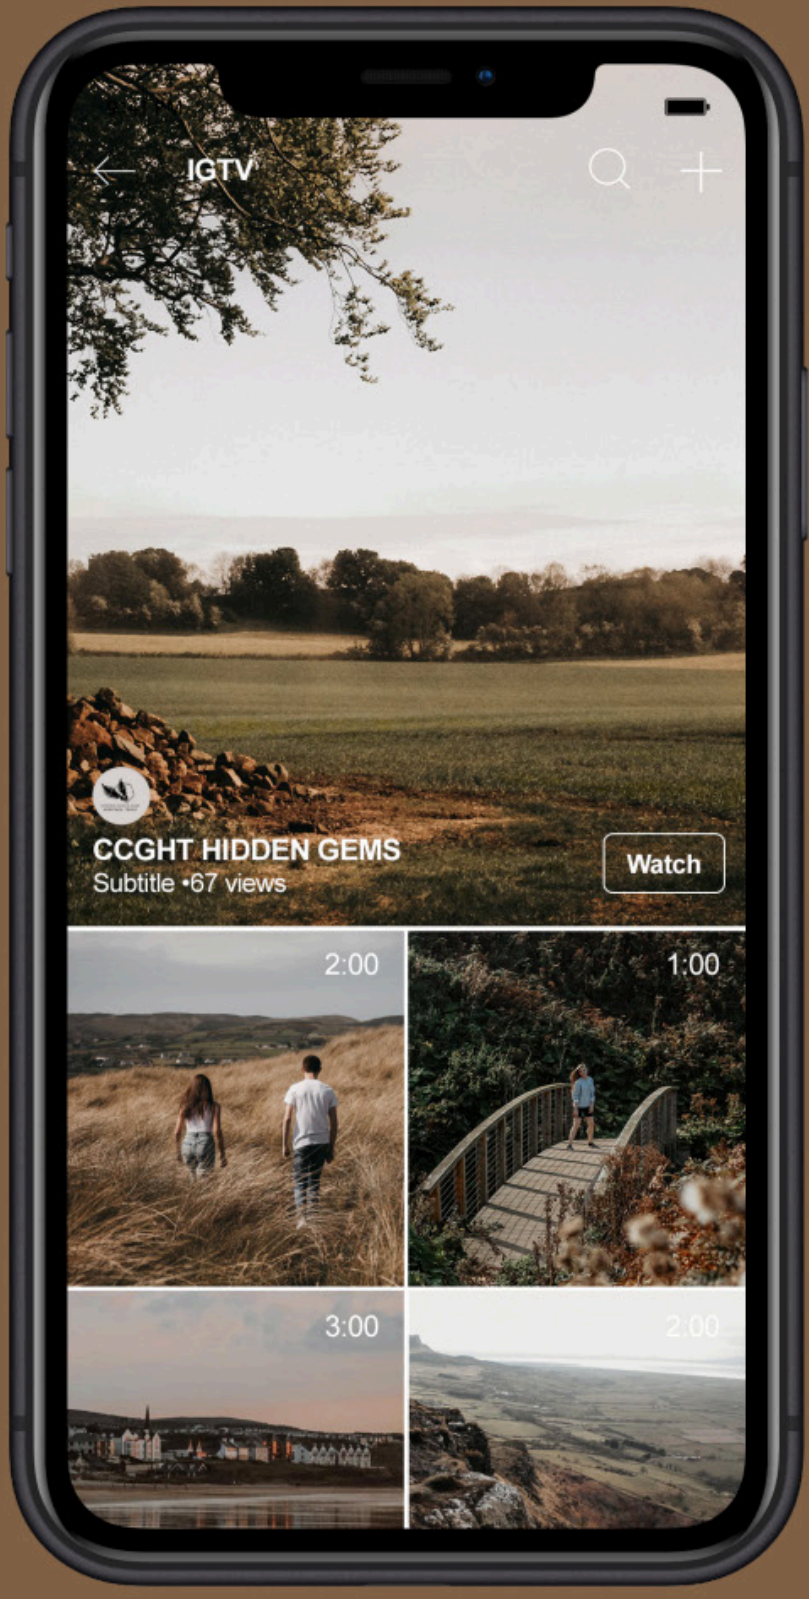 IGTV
CCGHT HIDDEN GEMS
Subtitle •67 views
Watch
2:00
1:00
3:00
2:00